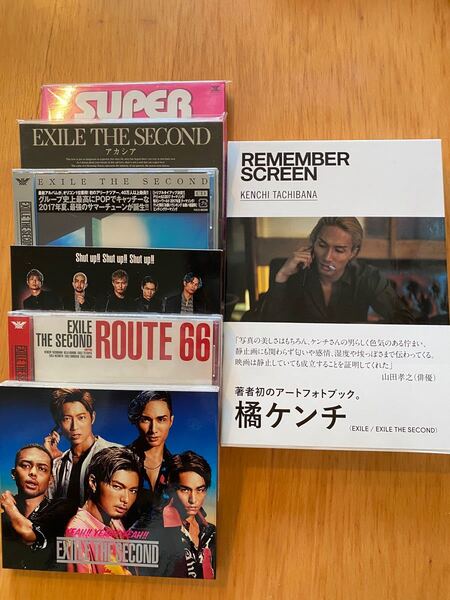 SUPER
EXILE THE SECOND
アカシア
EXILE THE SECOND
グループ史上最高にPOPでキャッチーな
2017年夏、最強のサマーチューンが誕生!!
Shut up!! Shut up!! Shut up!!
EXILE
THE SECOND
ROUTE 66
YEAH!! YEAH!! YEAH!!
EXILE THE SECOND
REMEMBER
SCREEN
KENCHI TACHIBANA
「写真の美しさはもちろん、ケンチさんの男らしく色気のある佇まい。
静止画にも関わらず匂いや感情、湿度や埃っぽさまで伝わってくる。
映画は静止していても成立することを証明してくれた」
山田孝之(俳優)
著者初のアートフォトブック。
橘ケンチ
(EXILE / EXILE THE SECOND)